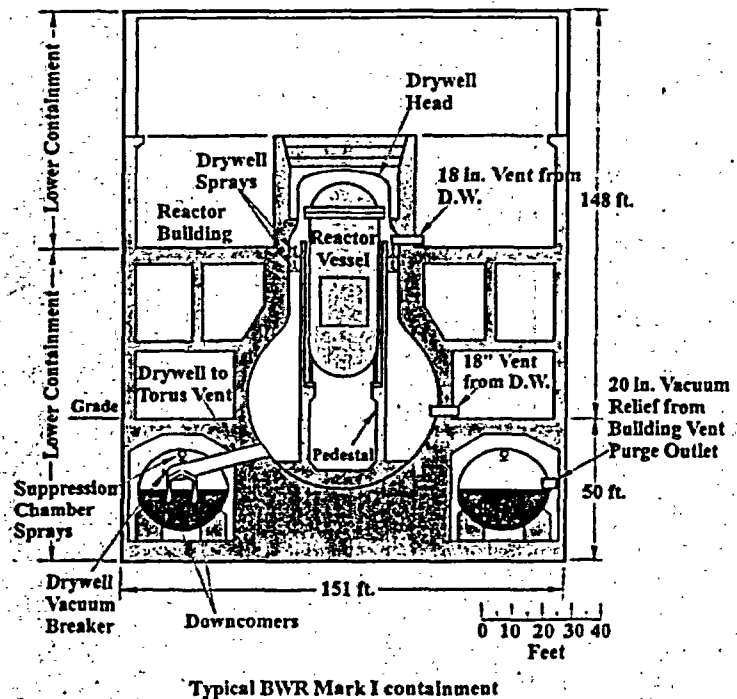 Lower Containment
Lower Containment
Drywell
Head
Drywell
Sprays
18 in. Vent from
D.W.
Reactor
Building
Reactor
Vessel
148 ft.
Drywell to
Torus Vent
18" Vent
from D.W.
20 in. Vacuum
Relief from
Building Vent
Purge Outlet
Grade
Pedestal
Suppression
Chamber
Sprays
50 ft.
Drywell
Vacuum
Breaker
Downcomers
151 ft.
0 10 20 30 40
Feet
Typical BWR Mark I containment